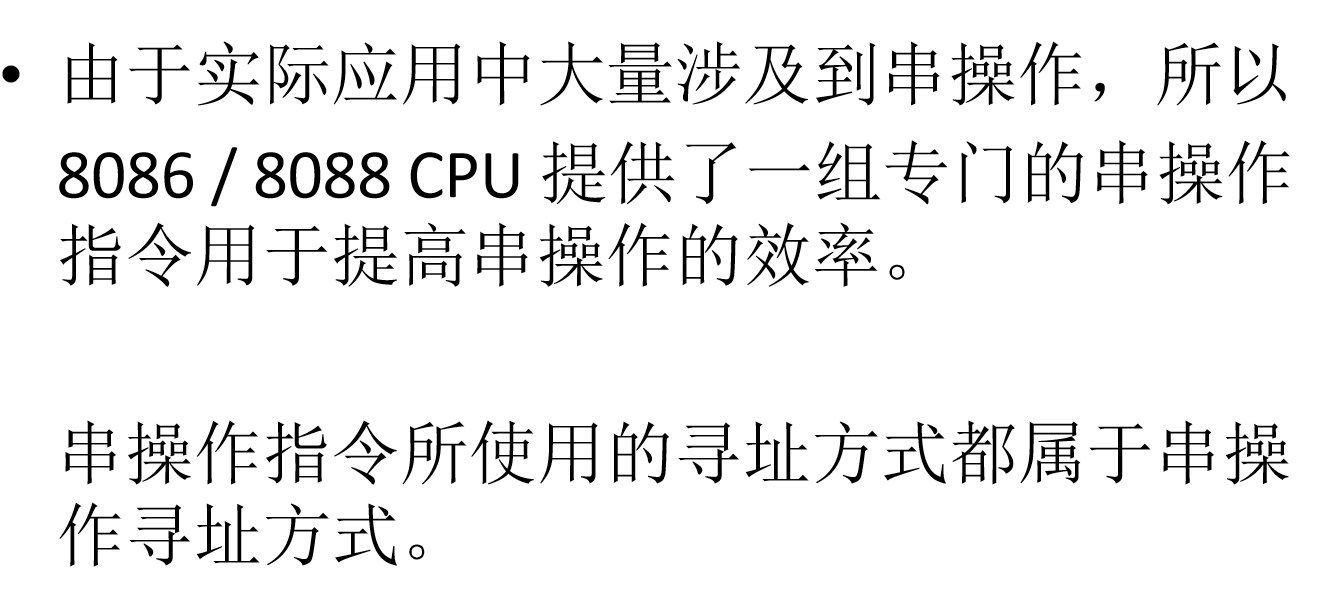 • 由于实际应用中大量涉及到串操作，所以
8086 / 8088 CPU 提供了一组专门的串操作
指令用于提高串操作的效率。
串操作指令所使用的寻址方式都属于串操
作寻址方式。